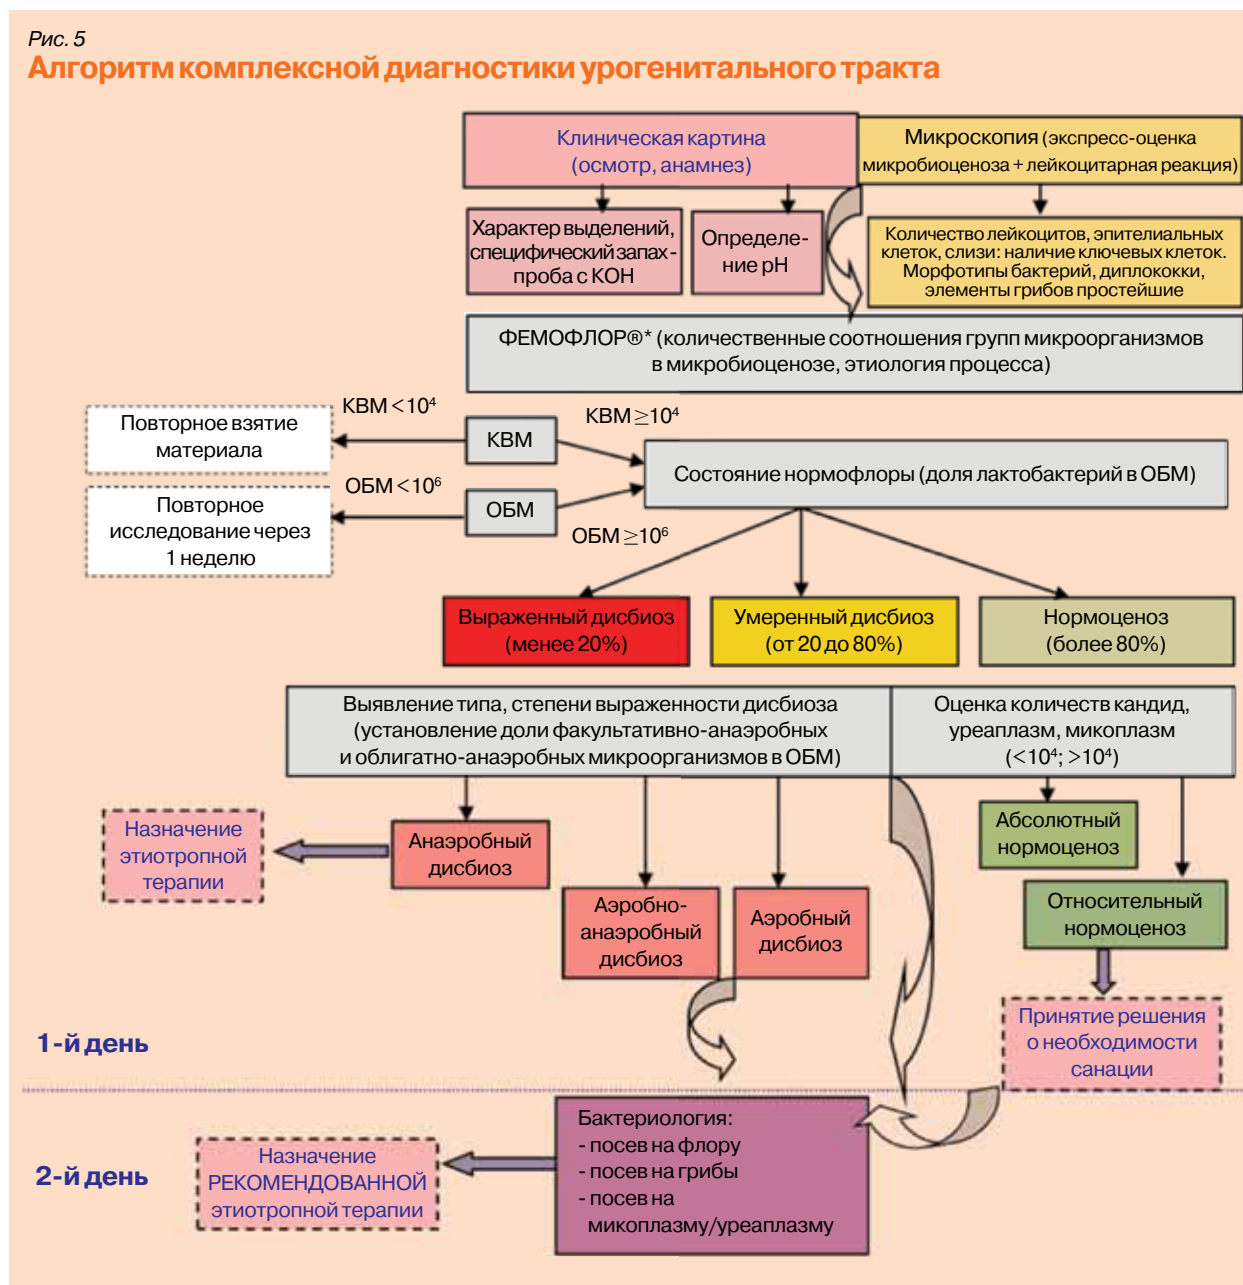 Рис. 5
Алгоритм комплексной диагностики урогенитального тракта
Клиническая картина
(осмотр, анамнез)
Микроскопия (экспресс-оценка
микробиоценоза + лейкоцитарная реакция)
Характер выделений,
специфический запах -
проба с КОН
Определе-
ние pH
Количество лейкоцитов, эпителиальных
клеток, слизи: наличие ключевых клеток.
Морфотипы бактерий, диплококки,
элементы грибов простейшие
ФЕМОФЛОР®* (количественные соотношения групп микроорганизмов
в микробиоценозе, этиология процесса)
КВМ <10⁴
КВМ ≥10⁴
Повторное взятие
материала
КВМ
Состояние нормофлоры (доля лактобактерий в ОБМ)
ОБМ <10⁶
Повторное
исследование через
1 неделю
ОБМ
ОБМ ≥10⁶
Выраженный дисбиоз
(менее 20%)
Умеренный дисбиоз
(от 20 до 80%)
Нормоценоз
(более 80%)
Выявление типа, степени выраженности дисбиоза
(установление доли факультативно-анаэробных
и облигатно-анаэробных микроорганизмов в ОБМ)
Оценка количеств кандид,
уреаплазм, микоплазм
(<10⁴; >10⁴)
Назначение
этиотропной
терапии
Анаэробный
дисбиоз
Абсолютный
нормоценоз
Аэробно-
анаэробный
дисбиоз
Аэробный
дисбиоз
Относительный
нормоценоз
Принятие решения
о необходимости
санации
1-й день
2-й день
Бактериология:
- посев на флору
- посев на грибы
- посев на
микоплазму/уреаплазму
Назначение
РЕКОМЕНДОВАННОЙ
этиотропной терапии